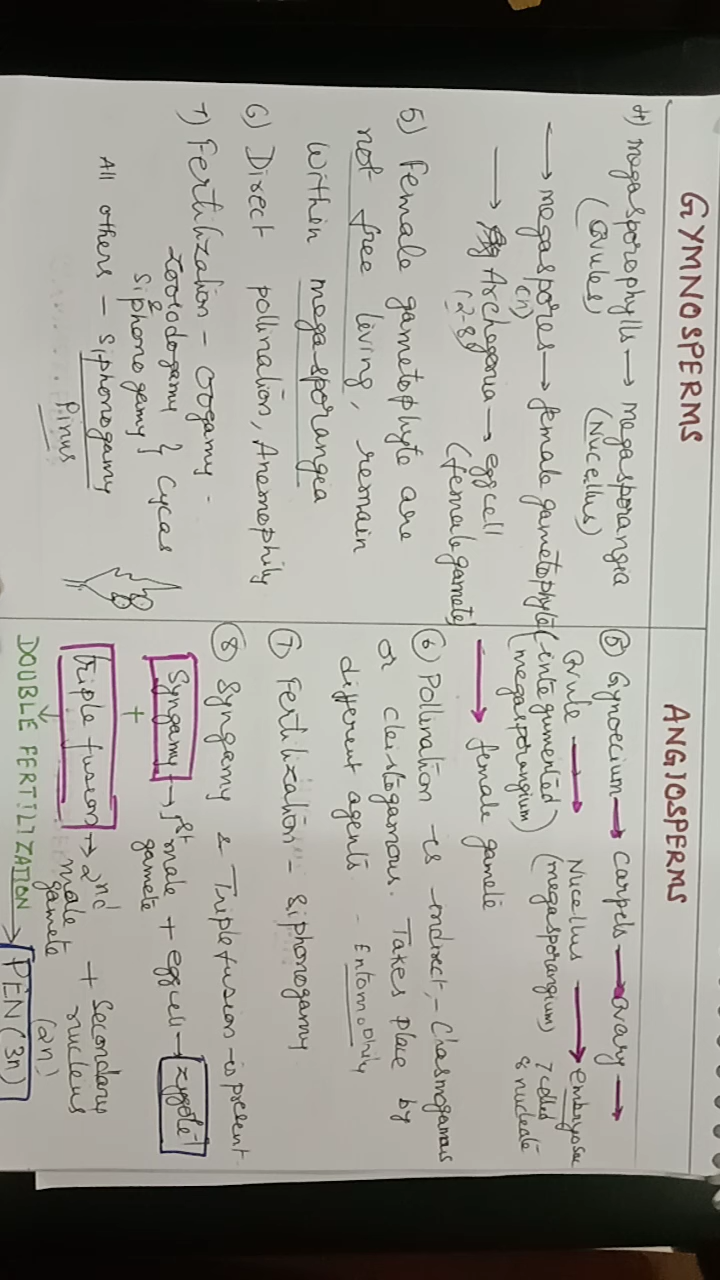 GYMNOSPERMS
4) megasporophylls → megasporangia
(ovules) (Nucellus)
→ megaspores → female gametophyte
(n)
→ Archegonia → egg cell
(2-8) (female gamete)
5) Female gametophyte are
not free living, remain
within megasporangea
6) Direct pollination, Anemophily
7) Fertilization - oogamy -
zooiadogamy } Cycas
&
siphonogamy
All others - Siphonogamy
Pinus
ANGIOSPERMS
⑤ Gynoecium → carpels → ovary →
ovule → Nucellus → embryosac
(integumented (megasporangium) 7 celled
megasporangium) 8 nucleate
→ female gamete
⑥ Pollination is indirect, - Chasmogamous
or cleistogamous. Takes place by
different agents - Entomophily
⑦ Fertilization - siphonogamy
⑧ Syngamy & Triple fusion is present.
Syngamy → 1st male + egg cell → zygote
gamete
+
Triple fusion → 2nd male + Secondary
gamete nucleus
(2n)
DOUBLE FERTILIZATION → PEN (3n)